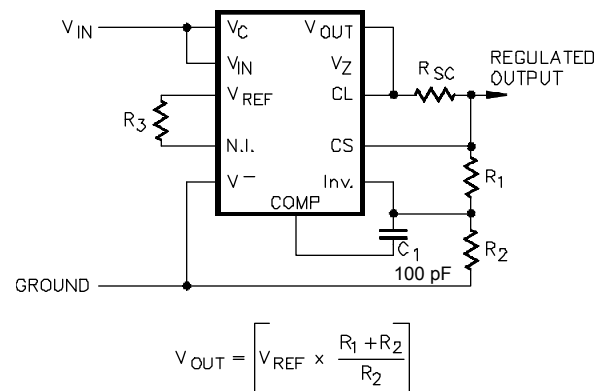 V IN
V C
V OUT
V IN
V Z
R SC
REGULATED
OUTPUT
V REF
CL
R 3
N.I.
CS
R 1
V −
Inv.
COMP
C 1
100 pF
R 2
GROUND
V OUT = [ V REF x R 1 + R 2 / R 2 ]